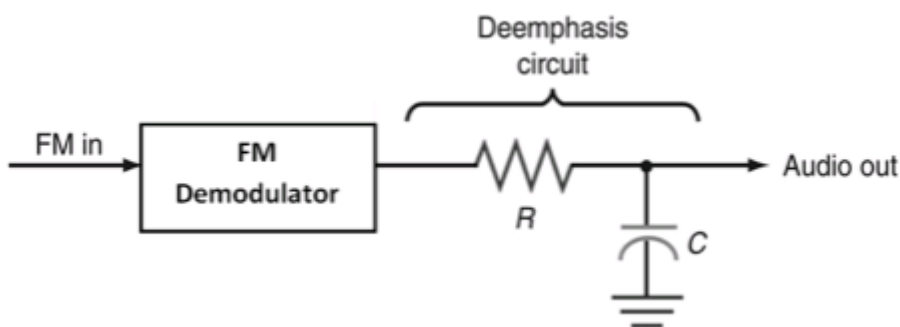 Deemphasis
circuit
FM in
FM
Demodulator
Audio out
R
C